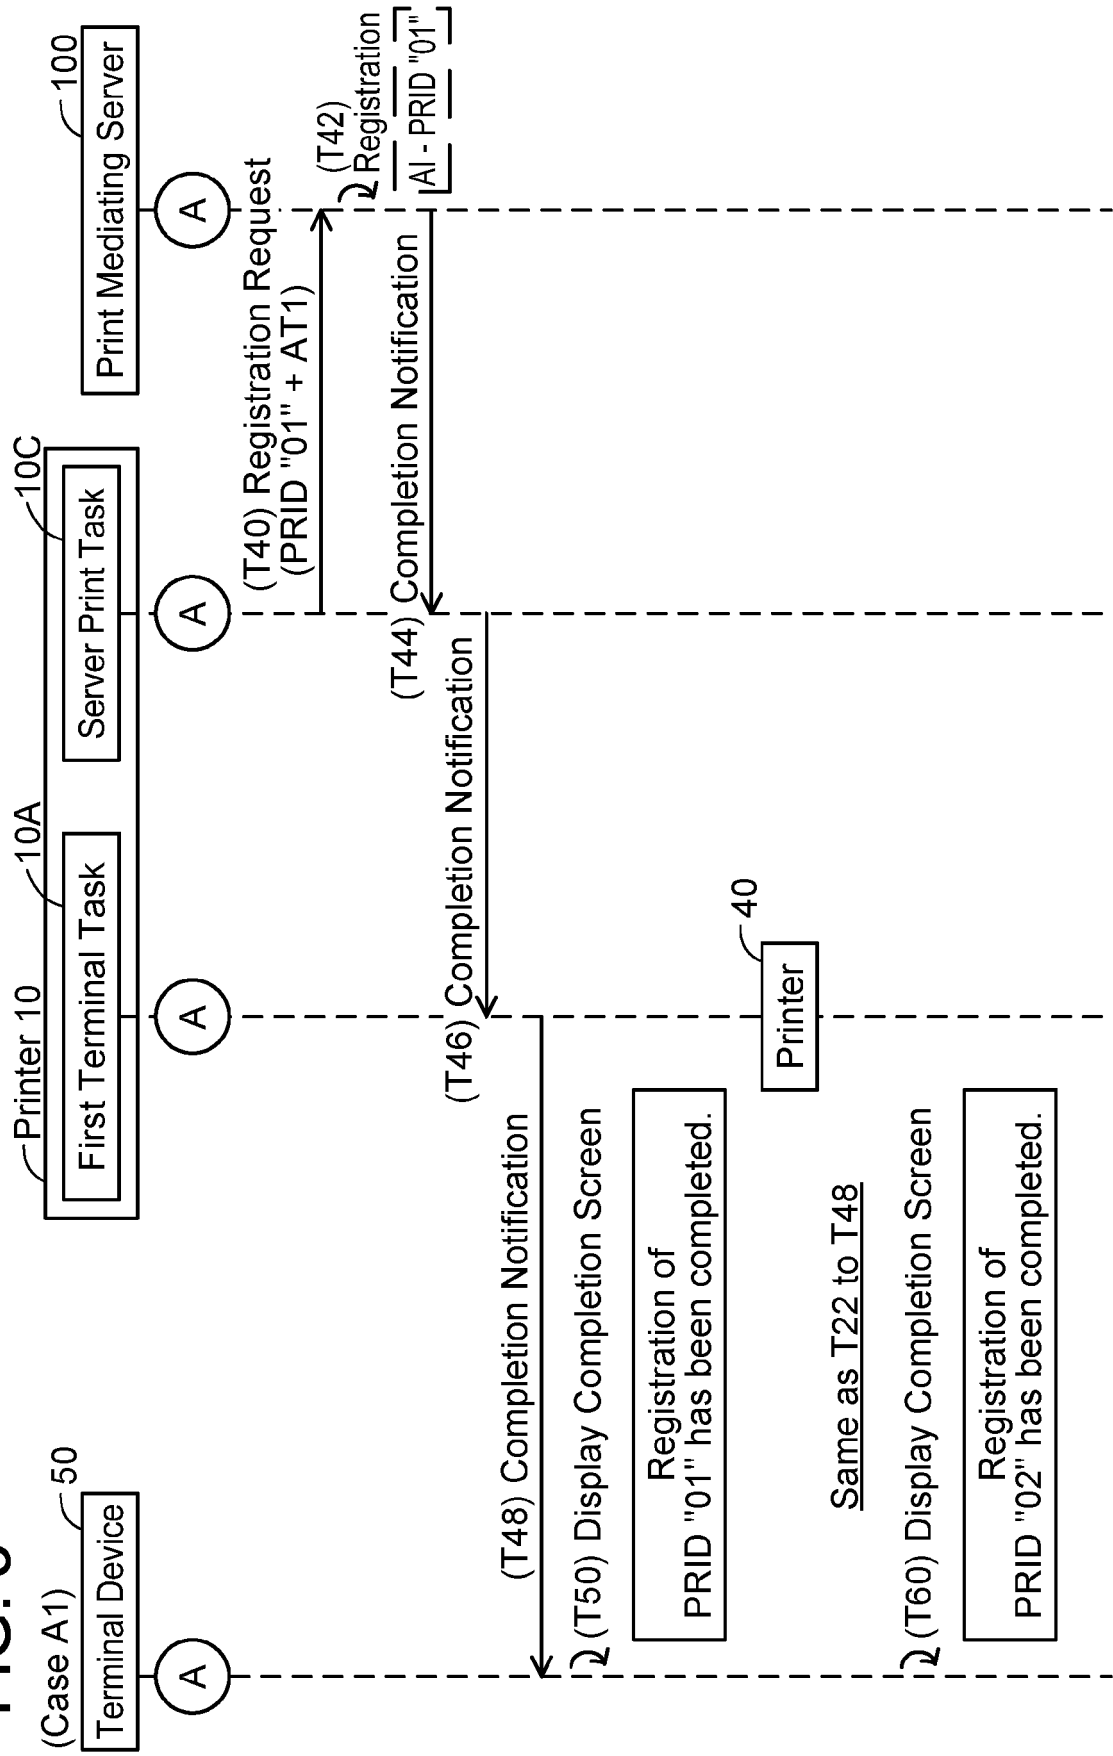 (Case A1)
Terminal Device
50
Printer 10
First Terminal Task
10A
Server Print Task
10C
Print Mediating Server
100
A
A
A
A
(T40) Registration Request
(PRID "01" + AT1)
(T42)
Registration
AI - PRID "01"
(T44) Completion Notification
(T46) Completion Notification
(T48) Completion Notification
(T50) Display Completion Screen
Registration of
PRID "01" has been completed.
Printer
40
Same as T22 to T48
(T60) Display Completion Screen
Registration of
PRID "02" has been completed.